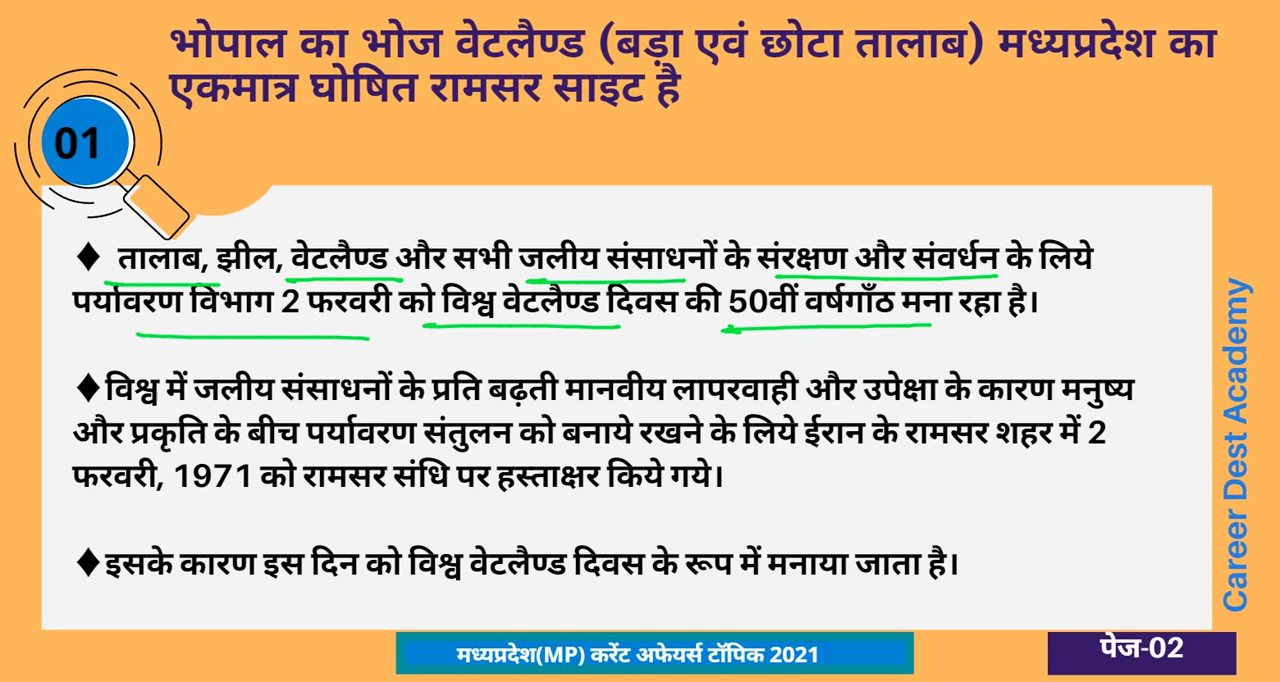 भोपाल का भोज वेटलैण्ड (बड़ा एवं छोटा तालाब) मध्यप्रदेश का
एकमात्र घोषित रामसर साइट है
01
♦ तालाब, झील, वेटलैण्ड और सभी जलीय संसाधनों के संरक्षण और संवर्धन के लिये
पर्यावरण विभाग 2 फरवरी को विश्व वेटलैण्ड दिवस की 50वीं वर्षगाँठ मना रहा है।
♦विश्व में जलीय संसाधनों के प्रति बढ़ती मानवीय लापरवाही और उपेक्षा के कारण मनुष्य
और प्रकृति के बीच पर्यावरण संतुलन को बनाये रखने के लिये ईरान के रामसर शहर में 2
फरवरी, 1971 को रामसर संधि पर हस्ताक्षर किये गये।
♦इसके कारण इस दिन को विश्व वेटलैण्ड दिवस के रूप में मनाया जाता है।
Career Dest Academy
मध्यप्रदेश(MP) करेंट अफेयर्स टॉपिक 2021
पेज-02